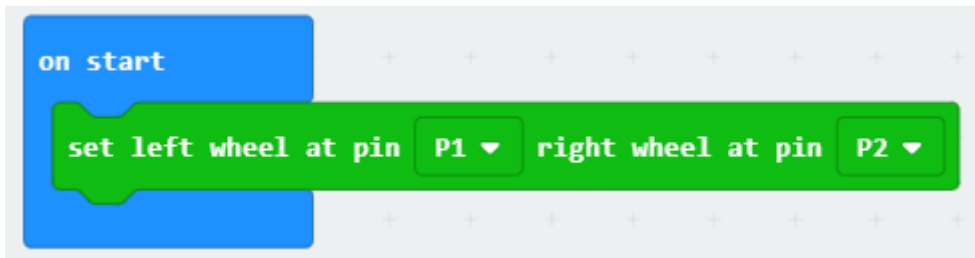 on start
set left wheel at pin P1 right wheel at pin P2